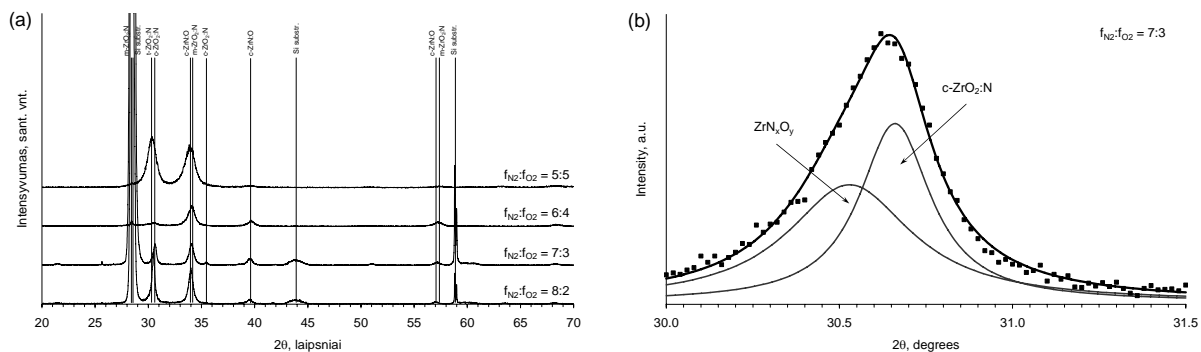 (a)
m-ZrO₂:N
Si substr.
t-ZrO₂:N
c-ZrO₂:N
c-ZrN:O
m-ZrO₂:N
c-ZrO₂:N
c-ZrN:O
Si substr.
c-ZrN:O
m-ZrO₂:N
Si substr.
Intensyvumas, sant. vnt.
fN2:fO2 = 5:5
fN2:fO2 = 6:4
fN2:fO2 = 7:3
fN2:fO2 = 8:2
20 25 30 35 40 45 50 55 60 65 70
2θ, laipsniai
(b)
fN2:fO2 = 7:3
c-ZrO₂:N
ZrNxOy
Intensity, a.u.
30.0 30.5 31.0 31.5
2θ, degrees